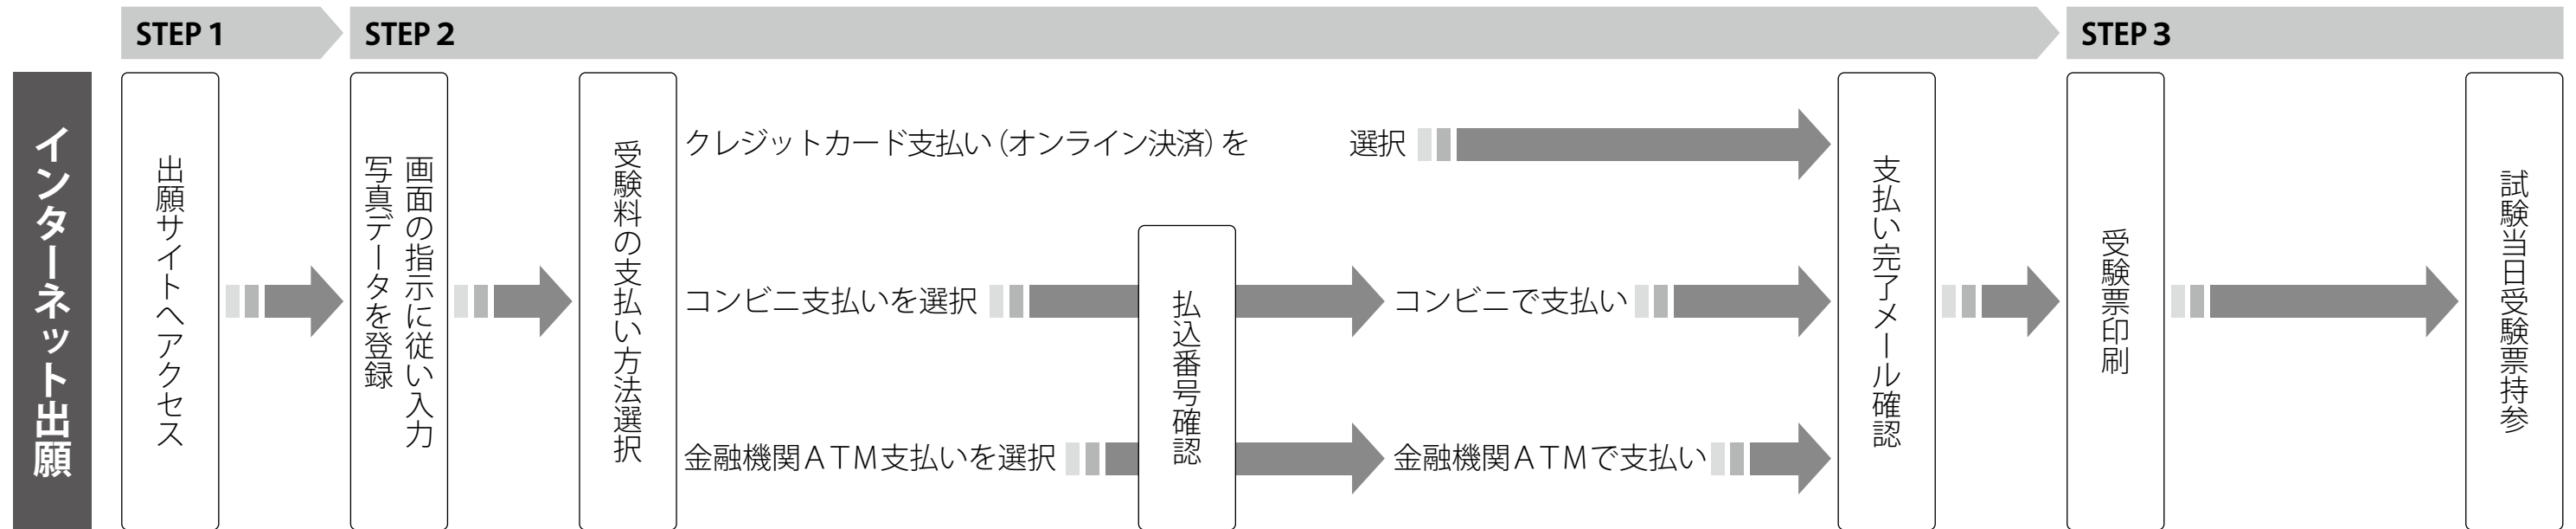 STEP 1
STEP 2
STEP 3
インターネット出願
出願サイトへアクセス
画面の指示に従い入力
写真データを登録
受験料の支払い方法選択
クレジットカード支払い（オンライン決済）を 選択
コンビニ支払いを選択
金融機関ＡＴＭ支払いを選択
払込番号確認
コンビニで支払い
金融機関ＡＴＭで支払い
支払い完了メール確認
受験票印刷
試験当日受験票持参